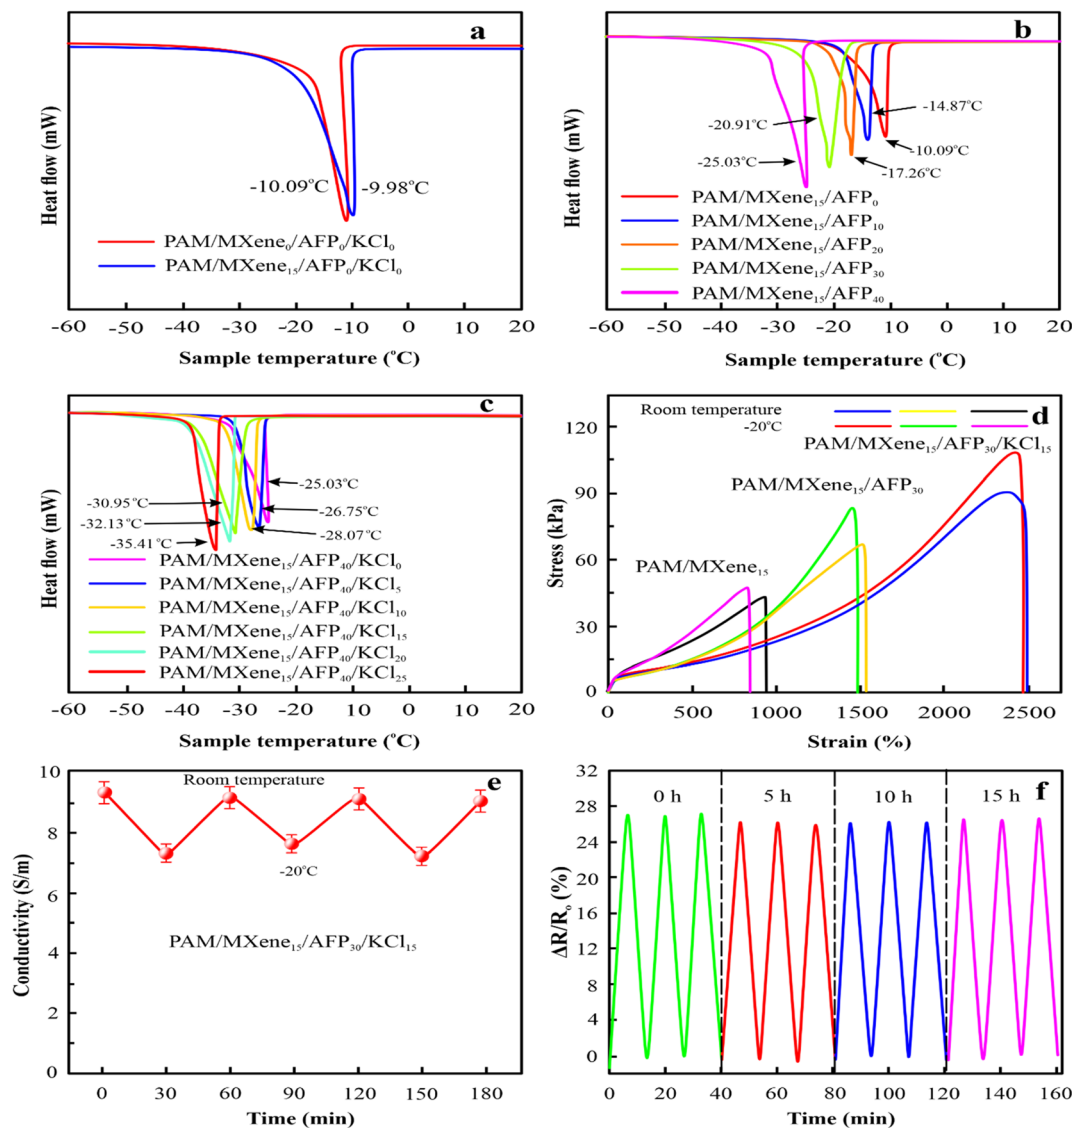 a
Heat flow (mW)
-10.09°C
-9.98°C
PAM/MXene₀/AFP₀/KCl₀
PAM/MXene₁₅/AFP₀/KCl₀
-60 -50 -40 -30 -20 -10 0 10 20
Sample temperature (°C)
b
Heat flow (mW)
-14.87°C
-20.91°C
-10.09°C
-25.03°C
-17.26°C
PAM/MXene₁₅/AFP₀
PAM/MXene₁₅/AFP₁₀
PAM/MXene₁₅/AFP₂₀
PAM/MXene₁₅/AFP₃₀
PAM/MXene₁₅/AFP₄₀
-60 -50 -40 -30 -20 -10 0 10 20
Sample temperature (°C)
c
Heat flow (mW)
-25.03°C
-30.95°C
-26.75°C
-32.13°C
-28.07°C
-35.41°C
PAM/MXene₁₅/AFP₄₀/KCl₀
PAM/MXene₁₅/AFP₄₀/KCl₅
PAM/MXene₁₅/AFP₄₀/KCl₁₀
PAM/MXene₁₅/AFP₄₀/KCl₁₅
PAM/MXene₁₅/AFP₄₀/KCl₂₀
PAM/MXene₁₅/AFP₄₀/KCl₂₅
-60 -50 -40 -30 -20 -10 0 10 20
Sample temperature (°C)
Room temperature
d
-20°C
PAM/MXene₁₅/AFP₃₀/KCl₁₅
PAM/MXene₁₅/AFP₃₀
PAM/MXene₁₅
Stress (kPa)
120
90
60
30
0
0 500 1000 1500 2000 2500
Strain (%)
10
8
6
4
2
0
Conductivity (S/m)
Room temperature
e
-20°C
PAM/MXene₁₅/AFP₃₀/KCl₁₅
0 30 60 90 120 150 180
Time (min)
32
28
24
20
16
12
8
4
0
ΔR/R₀ (%)
0 h
5 h
10 h
15 h
f
0 20 40 60 80 100 120 140 160
Time (min)